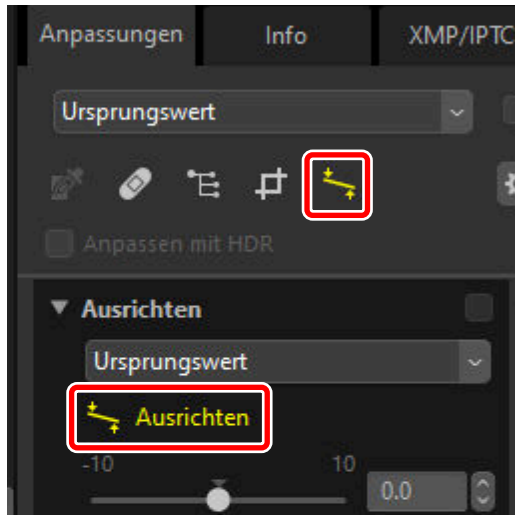 Anpassungen Info XMP/IPTC
Ursprungswert
Anpassen mit HDR
Ausrichten
Ursprungswert
Ausrichten
-10 10
0.0